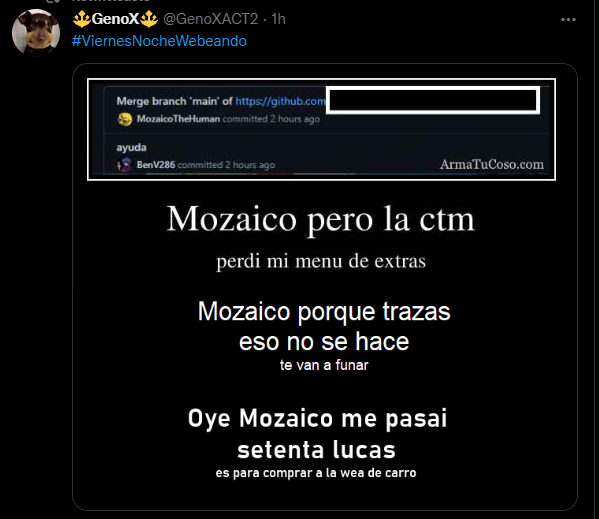 🔱GenoX🔱 @GenoXACT2 · 1h
#ViernesNocheWebeando
Merge branch 'main' of https://github.com
MozaicoTheHuman committed 2 hours ago
ayuda
BenV286 committed 2 hours ago
ArmaTuCoso.com
Mozaico pero la ctm
perdi mi menu de extras
Mozaico porque trazas
eso no se hace
te van a funar
Oye Mozaico me pasai
setenta lucas
es para comprar a la wea de carro